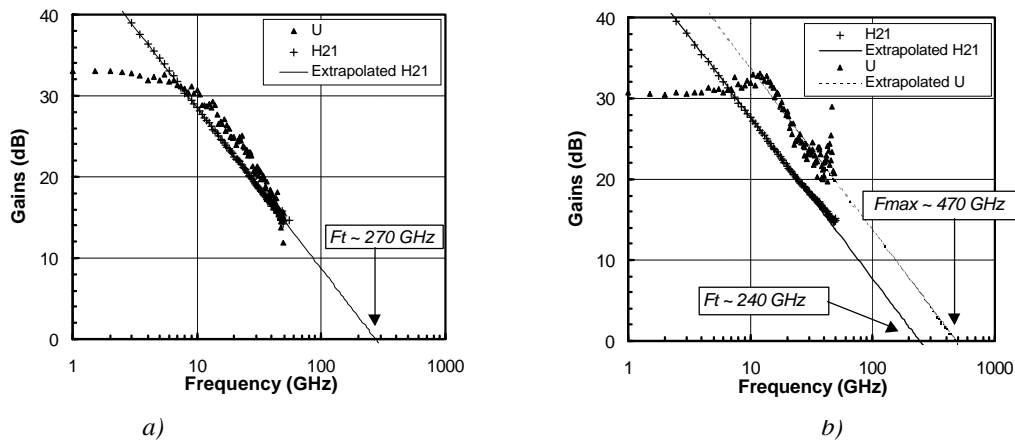 40
30
20
10
0
Gains (dB)
U
H21
Extrapolated H21
Ft ~ 270 GHz
1 10 100 1000
Frequency (GHz)
a)
40
30
20
10
0
Gains (dB)
H21
Extrapolated H21
U
Extrapolated U
Fmax ~ 470 GHz
Ft ~ 240 GHz
1 10 100 1000
Frequency (GHz)
b)